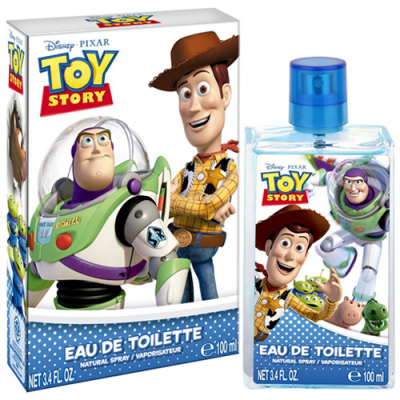 Disney · PIXAR
TOY
STORY
EAU DE TOILETTE
NATURAL SPRAY / VAPORISATEUR
NET 3.4 FL. OZ ℮ 100 ml
Disney · PIXAR
TOY
STORY
EAU DE TOILETTE
NATURAL SPRAY / VAPORISATEUR
NET 3.4 FL. OZ. ℮ 100 ml